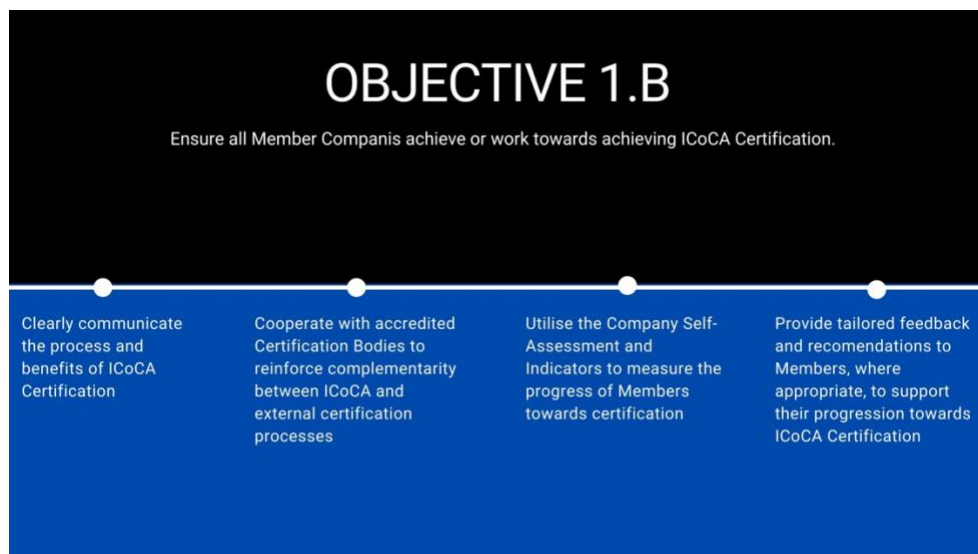 OBJECTIVE 1.B
Ensure all Member Companis achieve or work towards achieving ICoCA Certification.
Clearly communicate
the process and
benefits of ICoCA
Certification
Cooperate with accredited
Certification Bodies to
reinforce complementarity
between ICoCA and
external certification
processes
Utilise the Company Self-
Assessment and
Indicators to measure the
progress of Members
towards certification
Provide tailored feedback
and recomendations to
Members, where
appropriate, to support
their progression towards
ICoCA Certification